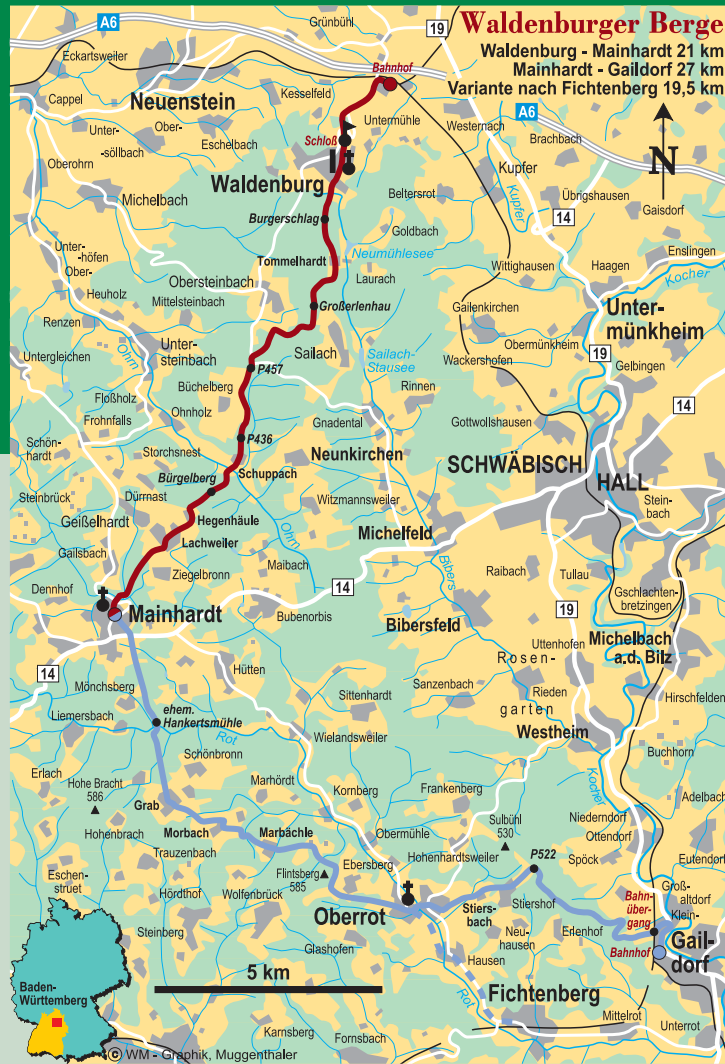 Waldenburger Berge
Waldenburg - Mainhardt 21 km
Mainhardt - Gaildorf 27 km
Variante nach Fichtenberg 19,5 km
A6
Grünbühl
19
Eckartsweiler
Bahnhof
Kesselfeld
Neuenstein
Cappel
Untermühle
Westernach
A6
Brachbach
N
Unter-
söllbach
Ober-
Eschelbach
Schloß
Oberohrn
Kupfer
Waldenburg
Michelbach
Beltersrot
Kupfer
Übrigshausen
14
Gaisdorf
Burgerschlag
Goldbach
Unter-
-höfen
Ober-
Tommelhardt
Neumühlesee
Enslingen
Wittighausen
Haagen
Kocher
Heuholz
Obersteinbach
Mittelsteinbach
Laurach
Großerlenhau
Gailenkirchen
Unter-
münkheim
Renzen
Ohrn
Unter-
steinbach
Sailach
Obermünkheim
19
Untergleichen
P457
Sailach-
Stausee
Wackershofen
Gelbingen
Büchelberg
Rinnen
Floßholz
Ohnholz
14
Frohnfalls
Gnadental
Gottwollshausen
Schön-
hardt
P436
Storchsnest
Neunkirchen
SCHWÄBISCH
HALL
Steinbrück
Bürgelberg
Schuppach
Dürrnast
Witzmannsweiler
Stein-
bach
Geißelhardt
Hegenhäule
Ohrn
Michelfeld
Gailsbach
Lachweiler
Bibers
Ziegelbronn
Maibach
Raibach
Tullau
Dennhof
14
Gschlachten-
bretzingen
Mainhardt
Bubenorbis
19
Bibersfeld
Uttenhofen
Michelbach
a.d. Bilz
Rosen-
garten
14
Hütten
Mönchsberg
Sanzenbach
Rieden
Hirschfelden
ehem.
Hankertsmühle
Sittenhardt
Liemersbach
Westheim
Rot
Wielandsweiler
Schönbronn
Buchhorn
Erlach
Hohe Bracht
586
Marhördt
Kocher
Adelbach
Kornberg
Frankenberg
Grab
Sulbühl
530
Niederndorf
Hohenbrach
Morbach
Marbächle
Obermühle
Ottendorf
Trauzenbach
Hohenhardtsweiler
P522
Eutendorf
Ebersberg
Spöck
Eschen-
struet
Flintsberg
585
Hördthof
Wolfenbrück
Groß-
altdorf
Klein-
Oberrot
Stiers-
bach
Stiershof
Bahn-
über-
gang
Steinberg
Neu-
hausen
Erlenhof
Glashofen
Bahnhof
Gail-
dorf
Hausen
5 km
Baden-
Württemberg
Rot
Fichtenberg
Mittelrot
Karnsberg
Fornsbach
Unterrot
© WM - Graphik, Muggenthaler